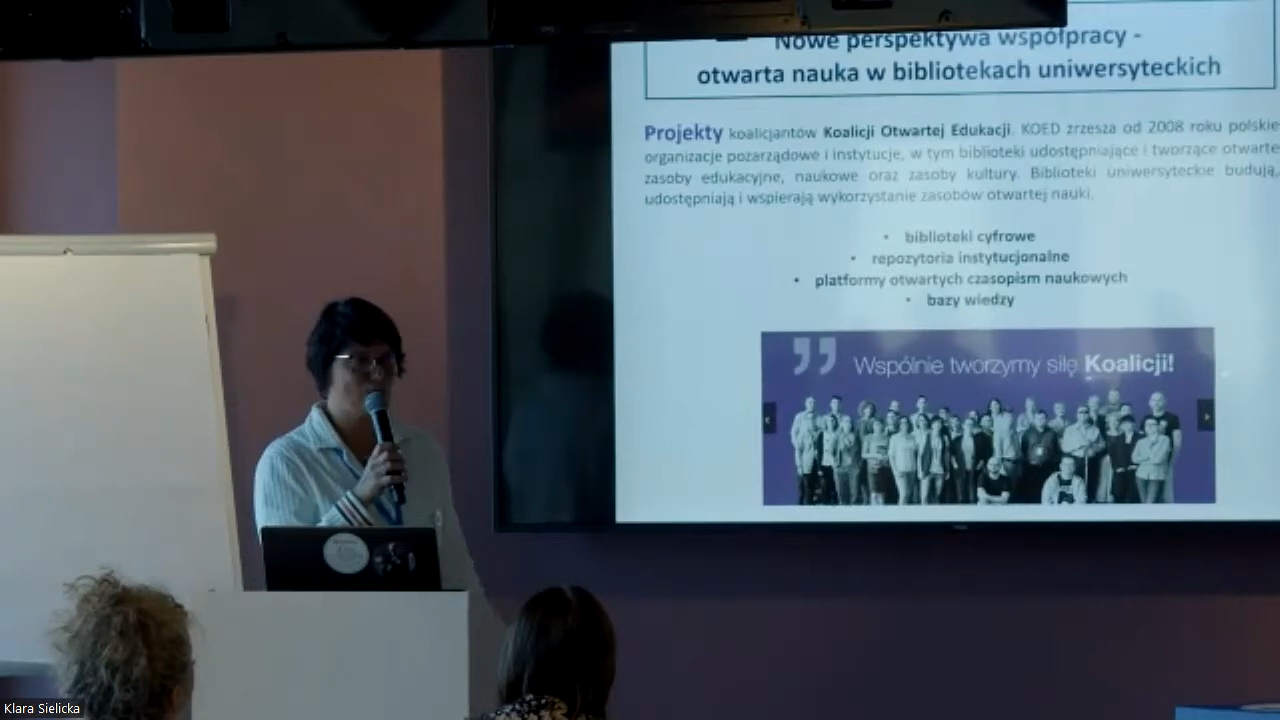 Nowe perspektywa współpracy -
otwarta nauka w bibliotekach uniwersyteckich
Projekty koalicjantów Koalicji Otwartej Edukacji. KOED zrzesza od 2008 roku polskie
organizacje pozarządowe i instytucje, w tym biblioteki udostępniające i tworzące otwarte
zasoby edukacyjne, naukowe oraz zasoby kultury. Biblioteki uniwersyteckie budują,
udostępniają i wspierają wykorzystanie zasobów otwartej nauki.
• biblioteki cyfrowe
• repozytoria instytucjonalne
• platformy otwartych czasopism naukowych
• bazy wiedzy
” Wspólnie tworzymy siłę Koalicji!
Klara Sielicka